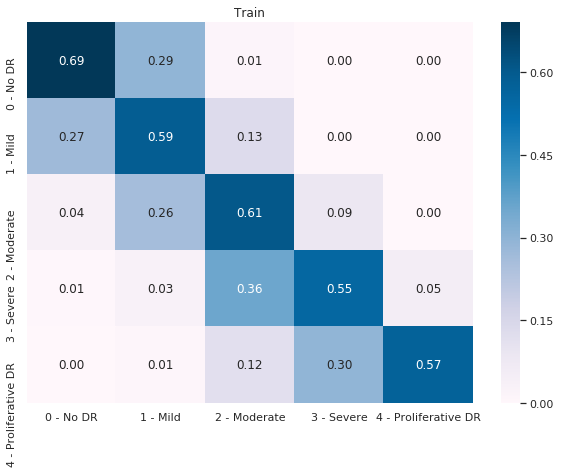 Train
0 - No DR
0.69 0.29 0.01 0.00 0.00
1 - Mild
0.27 0.59 0.13 0.00 0.00
2 - Moderate
0.04 0.26 0.61 0.09 0.00
3 - Severe
0.01 0.03 0.36 0.55 0.05
4 - Proliferative DR
0.00 0.01 0.12 0.30 0.57
0 - No DR 1 - Mild 2 - Moderate 3 - Severe 4 - Proliferative DR
0.60
0.45
0.30
0.15
0.00